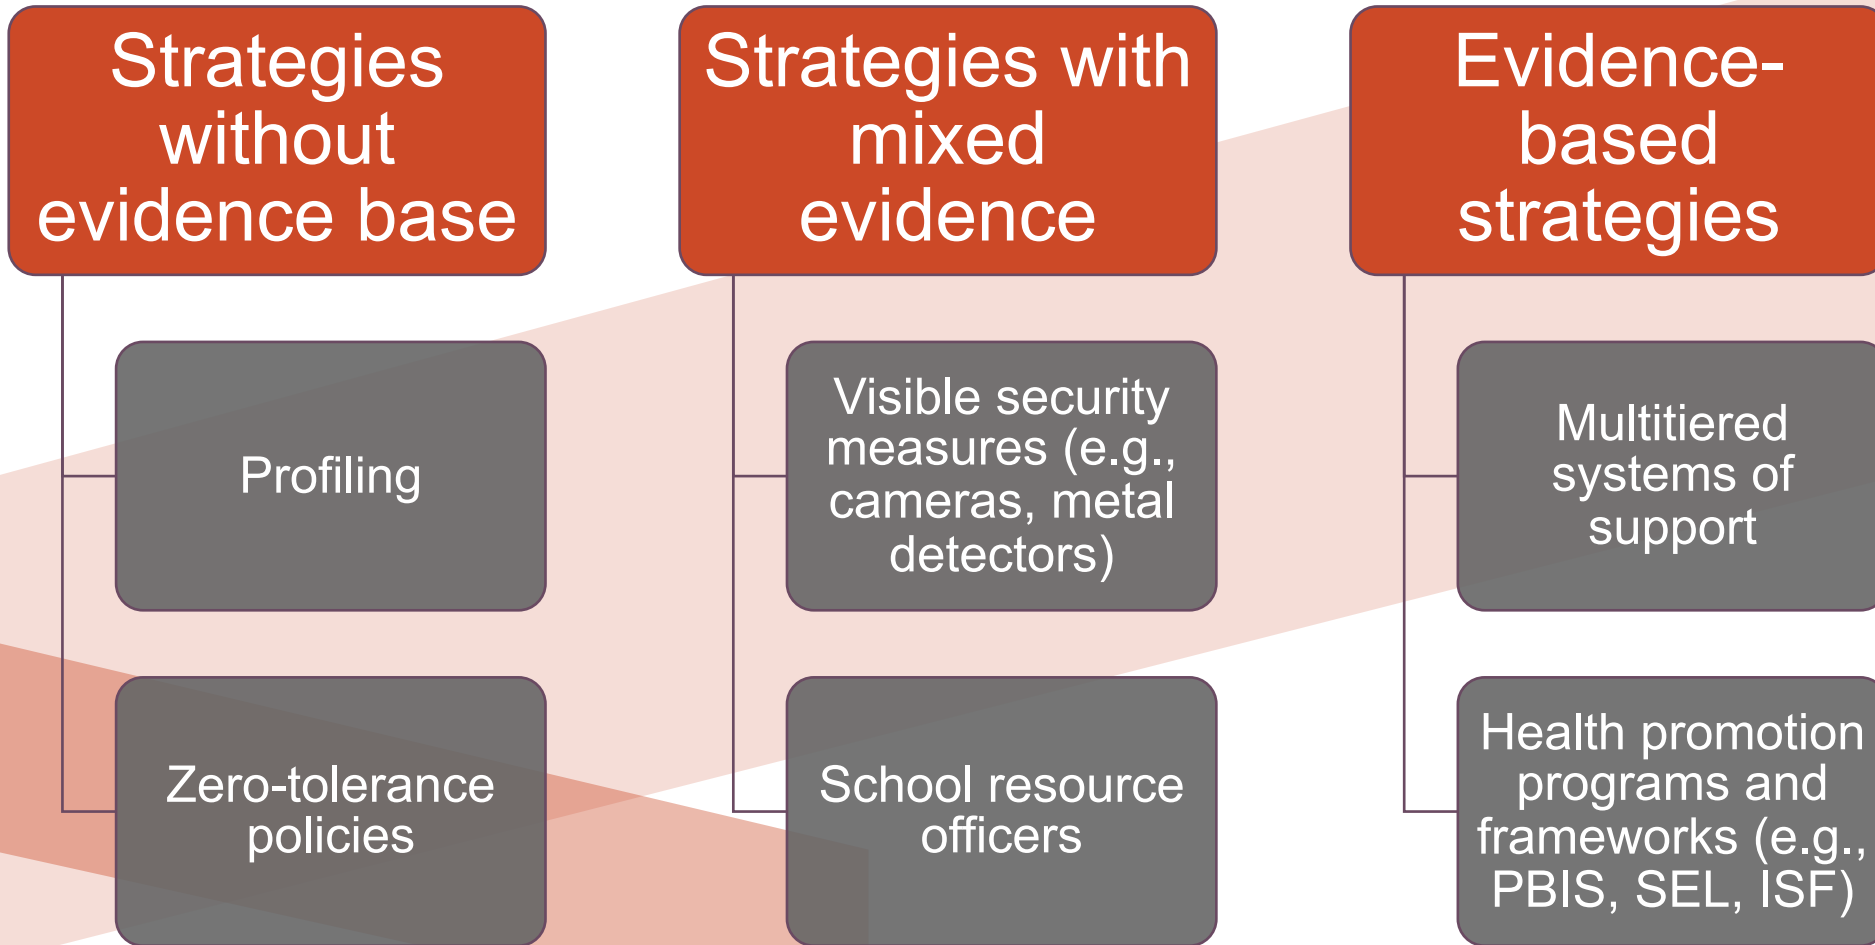 Strategies
without
evidence base
Profiling
Zero-tolerance
policies
Strategies with
mixed
evidence
Visible security
measures (e.g.,
cameras, metal
detectors)
School resource
officers
Evidence-
based
strategies
Multitiered
systems of
support
Health promotion
programs and
frameworks (e.g.,
PBIS, SEL, ISF)